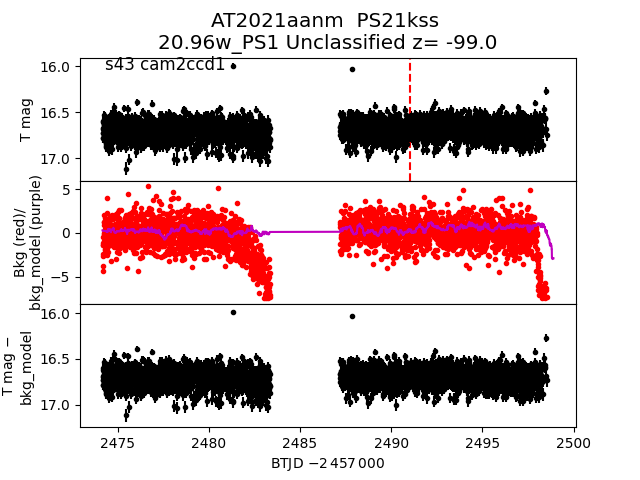 AT2021aanm  PS21kss
20.96w_PS1 Unclassified z= -99.0
s43 cam2ccd1
16.0
16.5
17.0
T mag
5
0
−5
Bkg (red)/
bkg_model (purple)
16.0
16.5
17.0
T mag −
bkg_model
2475 2480 2485 2490 2495 2500
BTJD −2 457 000